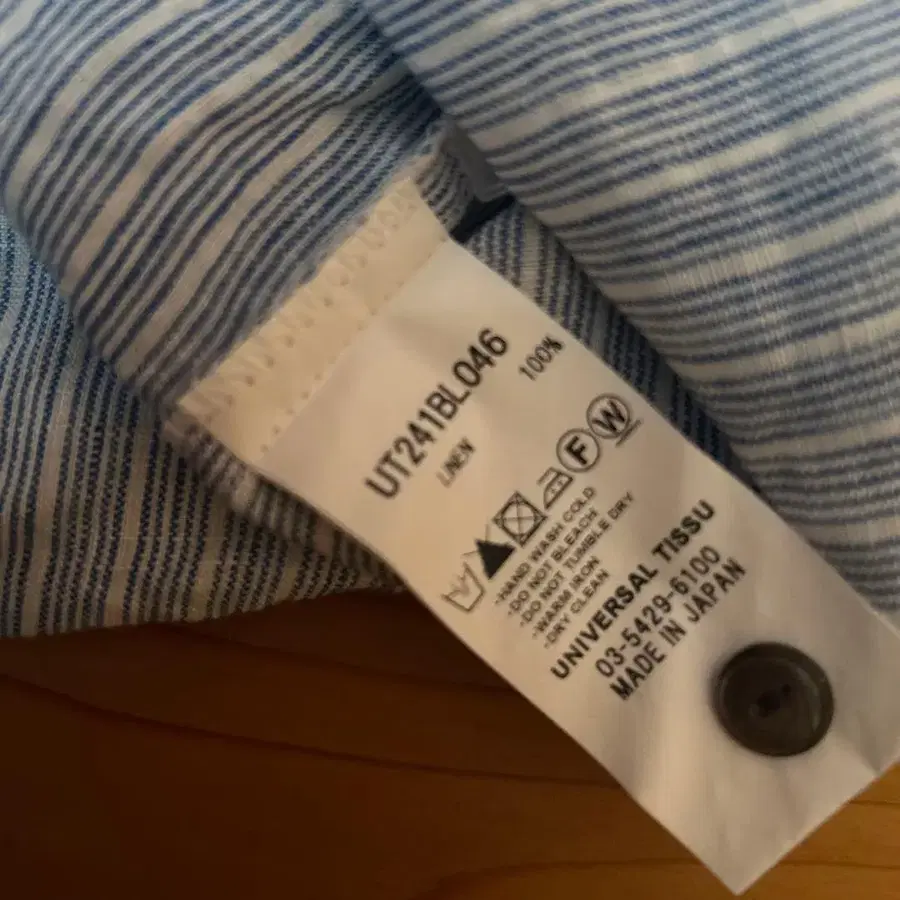 UT241BL046
LINEN 100%
F W
·HAND WASH COLD
·DO NOT BLEACH
·DO NOT TUMBLE DRY
·WARM IRON
·DRY CLEAN
UNIVERSAL TISSU
03-5429-6100
MADE IN JAPAN